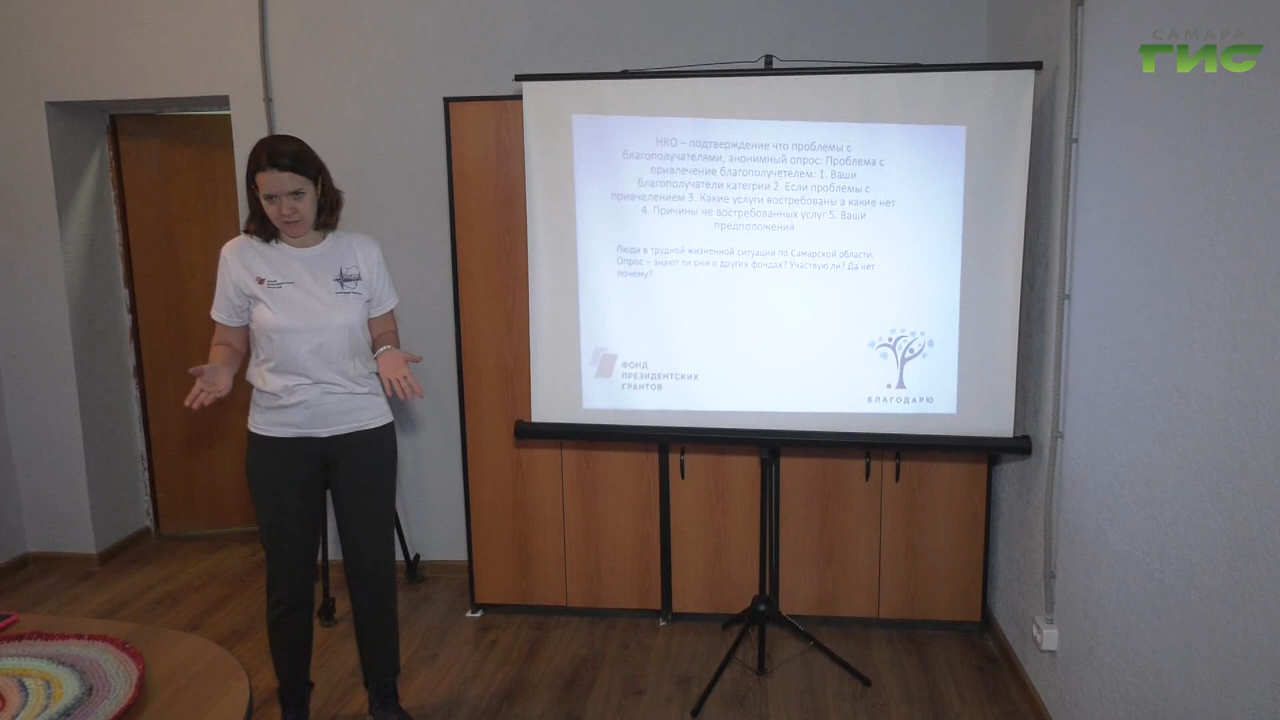 САМАРА
ГИС
НКО – подтверждение что проблемы с
благополучателями, анонимный опрос: Проблема с
привлечение благополучетелем: 1. Ваши
благополучатели категрии 2. Если проблемы с
привчелением 3. Какие услуги востребованы а какие нет
4. Причины не востребованных услуг 5. Ваши
предположения
Люди в трудной жизненной ситуации по Самарской области.
Опрос – знают ли они о других фондах? Участвую ли? Да нет
почему?
ФОНД
ПРЕЗИДЕНТСКИХ
ГРАНТОВ
БЛАГОДАРЮ